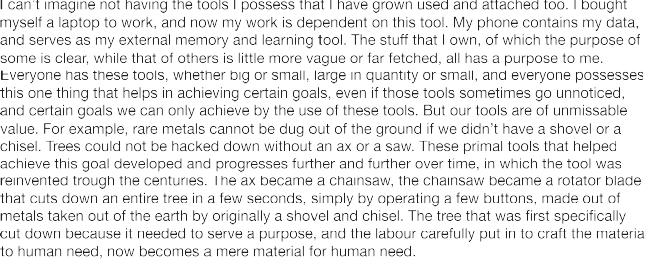 I can't imagine not having the tools I possess that I have grown used and attached too. I bought
myself a laptop to work, and now my work is dependent on this tool. My phone contains my data,
and serves as my external memory and learning tool. The stuff that I own, of which the purpose of
some is clear, while that of others is little more vague or far fetched, all has a purpose to me.
Everyone has these tools, whether big or small, large in quantity or small, and everyone possesses
this one thing that helps in achieving certain goals, even if those tools sometimes go unnoticed,
and certain goals we can only achieve by the use of these tools. But our tools are of unmissable
value. For example, rare metals cannot be dug out of the ground if we didn't have a shovel or a
chisel. Trees could not be hacked down without an ax or a saw. These primal tools that helped
achieve this goal developed and progresses further and further over time, in which the tool was
reinvented trough the centuries. The ax became a chainsaw, the chainsaw became a rotator blade
that cuts down an entire tree in a few seconds, simply by operating a few buttons, made out of
metals taken out of the earth by originally a shovel and chisel. The tree that was first specifically
cut down because it needed to serve a purpose, and the labour carefully put in to craft the materia
to human need, now becomes a mere material for human need.